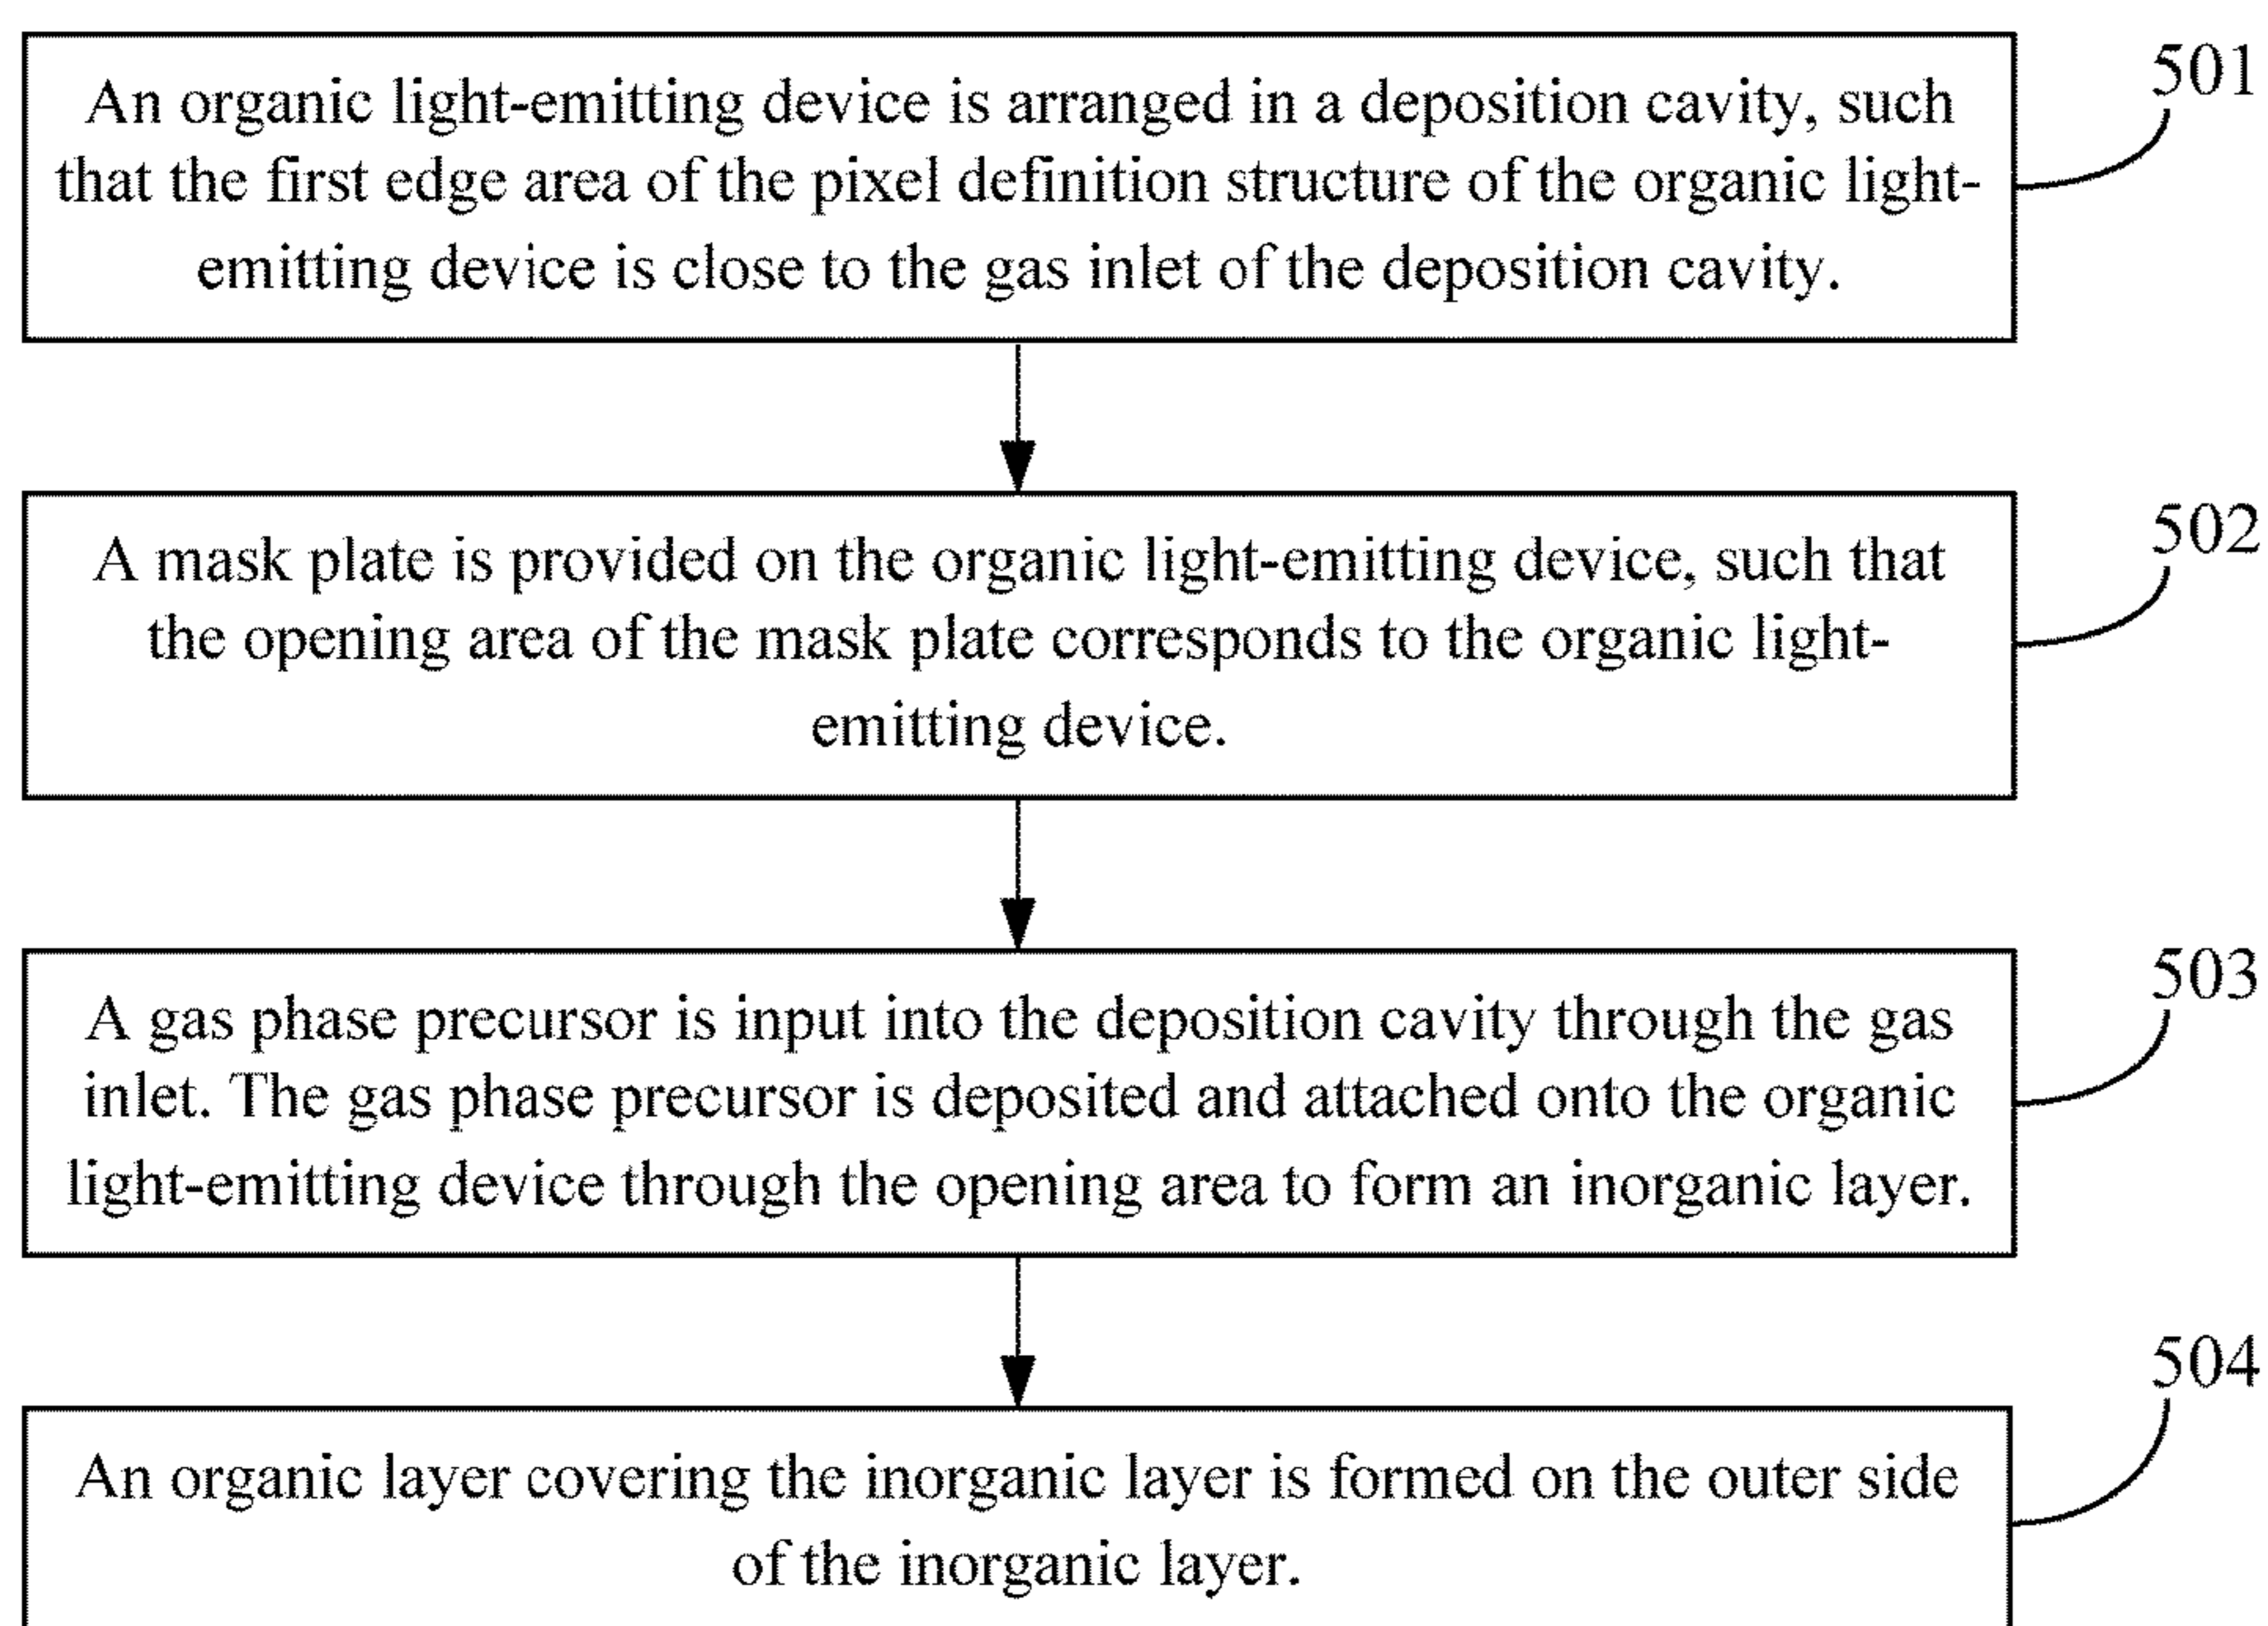 An organic light-emitting device is arranged in a deposition cavity, such
that the first edge area of the pixel definition structure of the organic light-
emitting device is close to the gas inlet of the deposition cavity.
501
A mask plate is provided on the organic light-emitting device, such that
the opening area of the mask plate corresponds to the organic light-
emitting device.
502
A gas phase precursor is input into the deposition cavity through the gas
inlet. The gas phase precursor is deposited and attached onto the organic
light-emitting device through the opening area to form an inorganic layer.
503
An organic layer covering the inorganic layer is formed on the outer side
of the inorganic layer.
504